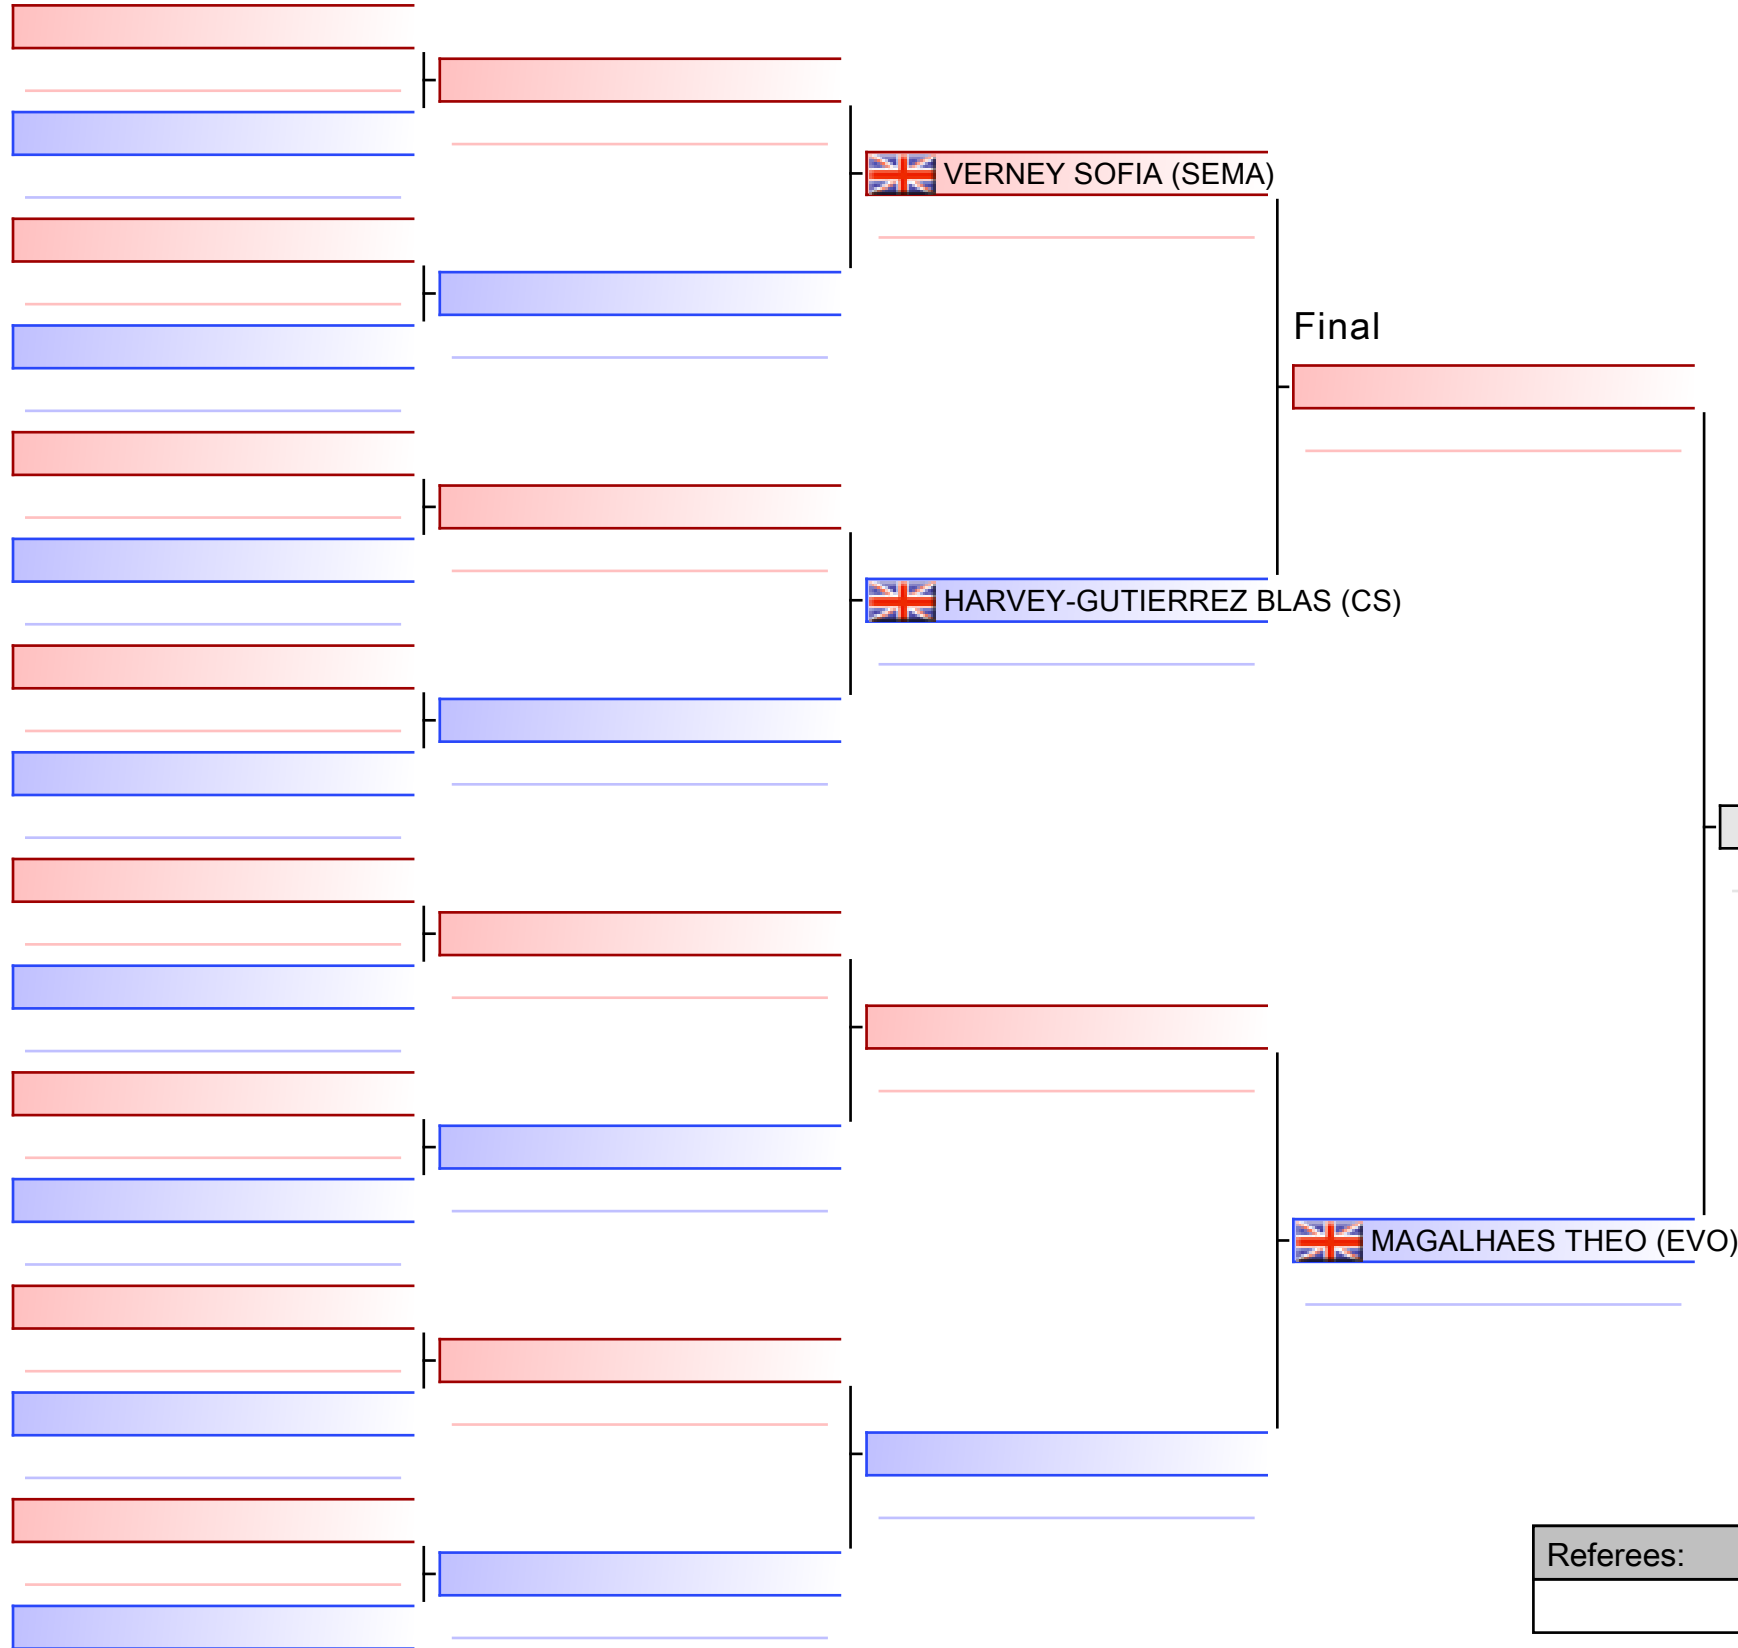 VERNEY SOFIA (SEMA)
Final
HARVEY-GUTIERREZ BLAS (CS)
MAGALHAES THEO (EVO)
Referees: